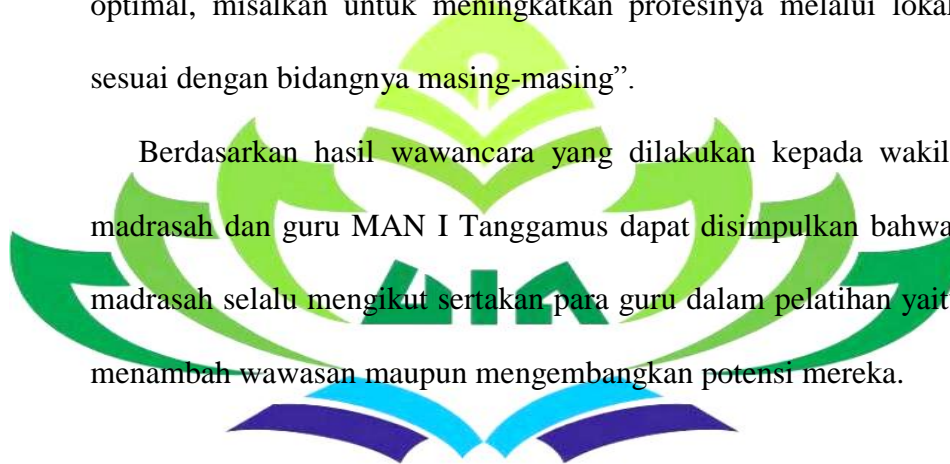 optimal, misalkan untuk meningkatkan profesinya melalui lokal
sesuai dengan bidangnya masing-masing”.
Berdasarkan hasil wawancara yang dilakukan kepada wakil
madrasah dan guru MAN I Tanggamus dapat disimpulkan bahwa
madrasah selalu mengikut sertakan para guru dalam pelatihan
menambah wawasan maupun mengembangkan potensi mereka.